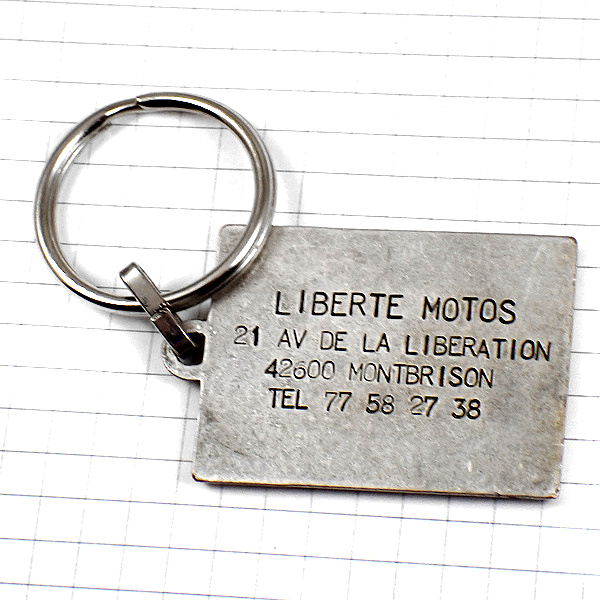 LIBERTE MOTOS
21 AV DE LA LIBERATION
42600 MONTBRISON
TEL 77 58 27 38